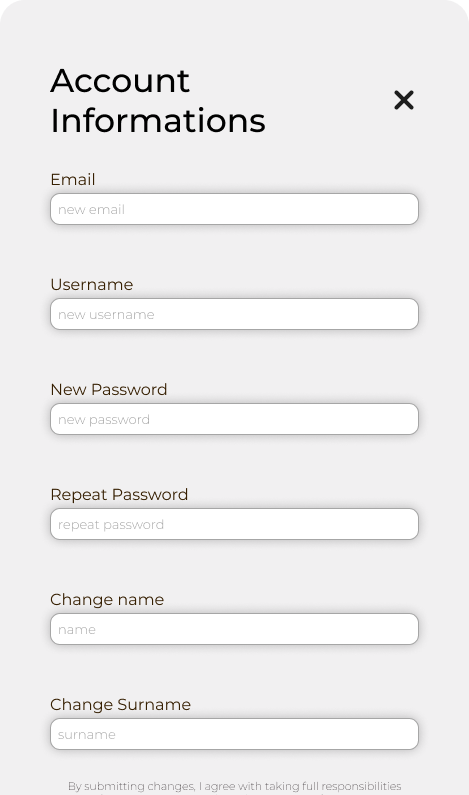 Account
Informations
Email
new email
Username
new username
New Password
new password
Repeat Password
repeat password
Change name
name
Change Surname
surname
By submitting changes, I agree with taking full responsibilities